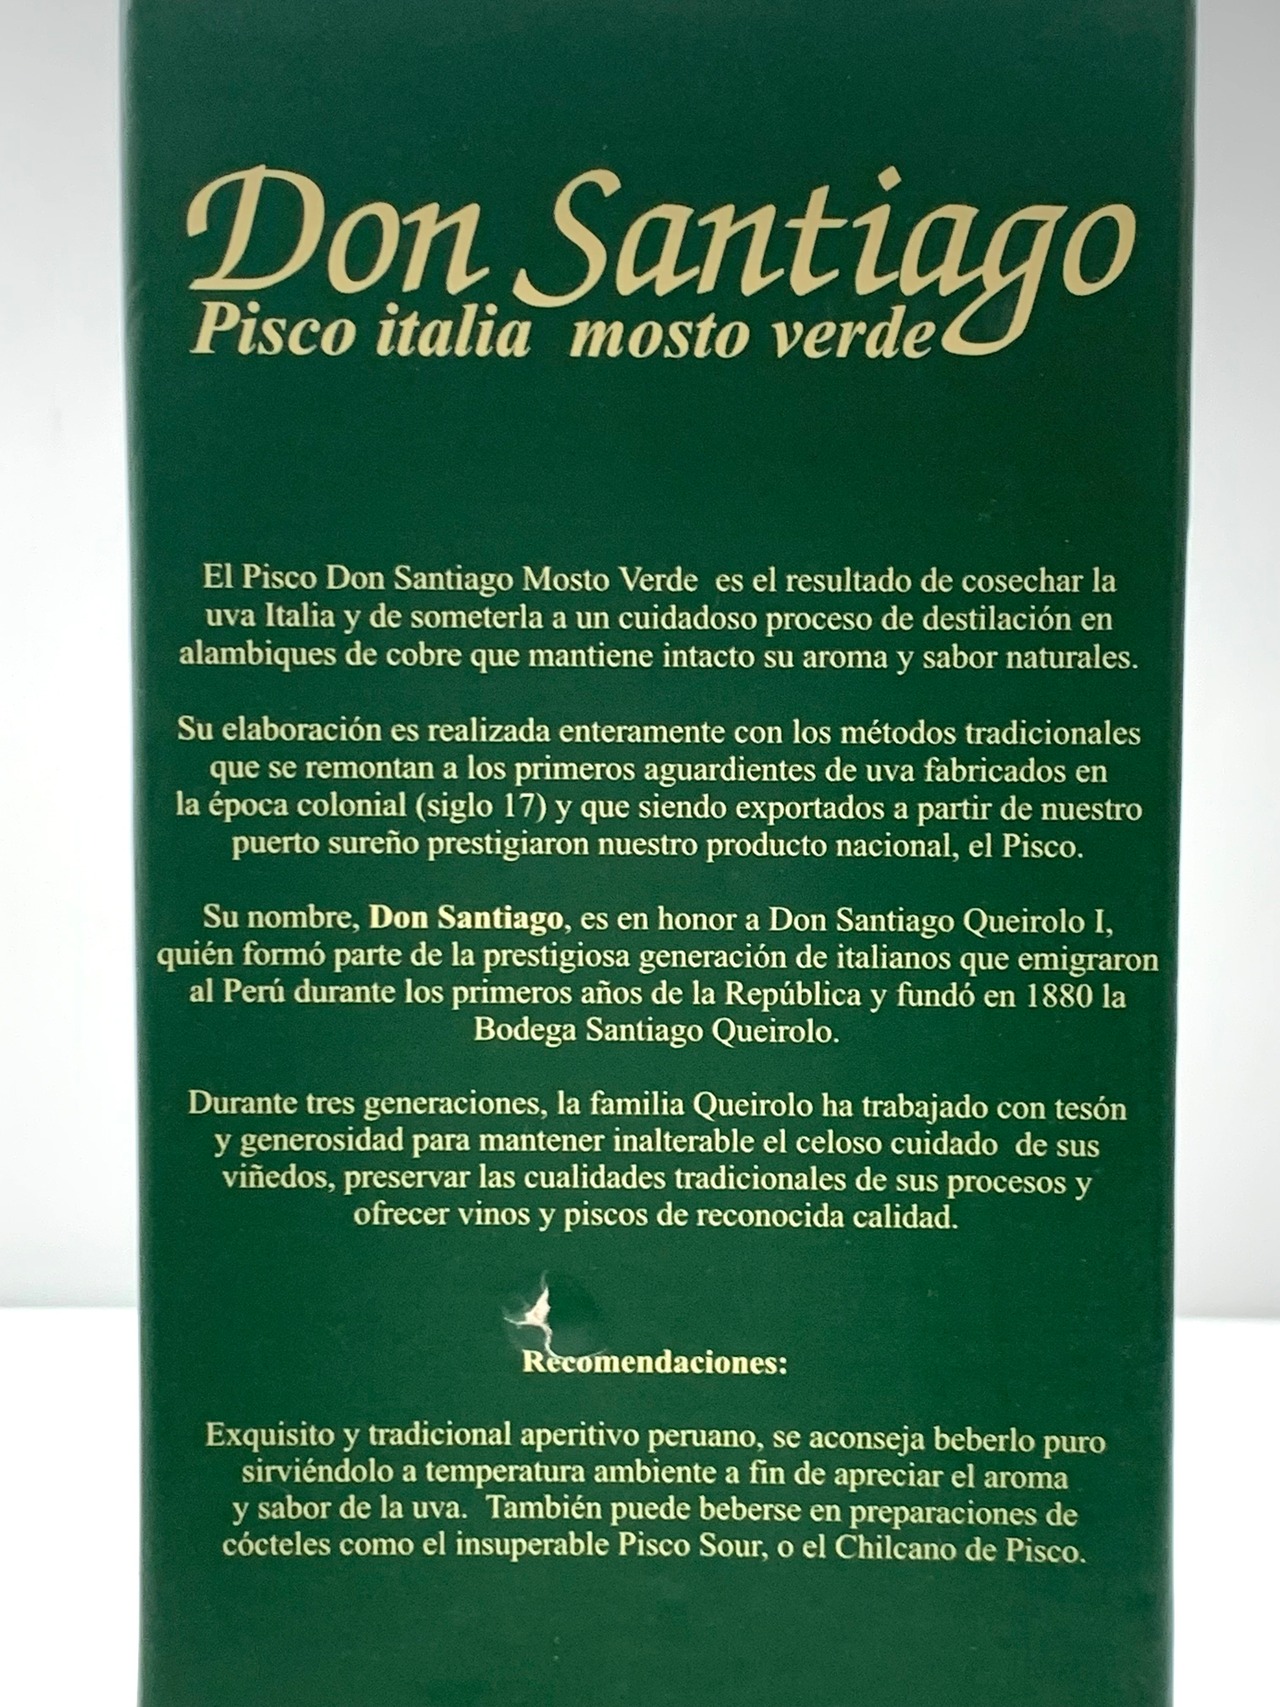 Don Santiago
Pisco italia mosto verde
El Pisco Don Santiago Mosto Verde es el resultado de cosechar la
uva Italia y de someterla a un cuidadoso proceso de destilación en
alambiques de cobre que mantiene intacto su aroma y sabor naturales.
Su elaboración es realizada enteramente con los métodos tradicionales
que se remontan a los primeros aguardientes de uva fabricados en
la época colonial (siglo 17) y que siendo exportados a partir de nuestro
puerto sureño prestigiaron nuestro producto nacional, el Pisco.
Su nombre, Don Santiago, es en honor a Don Santiago Queirolo I,
quién formó parte de la prestigiosa generación de italianos que emigraron
al Perú durante los primeros años de la República y fundó en 1880 la
Bodega Santiago Queirolo.
Durante tres generaciones, la familia Queirolo ha trabajado con tesón
y generosidad para mantener inalterable el celoso cuidado de sus
viñedos, preservar las cualidades tradicionales de sus procesos y
ofrecer vinos y piscos de reconocida calidad.
Recomendaciones:
Exquisito y tradicional aperitivo peruano, se aconseja beberlo puro
sirviéndolo a temperatura ambiente a fin de apreciar el aroma
y sabor de la uva. También puede beberse en preparaciones de
cócteles como el insuperable Pisco Sour, o el Chilcano de Pisco.